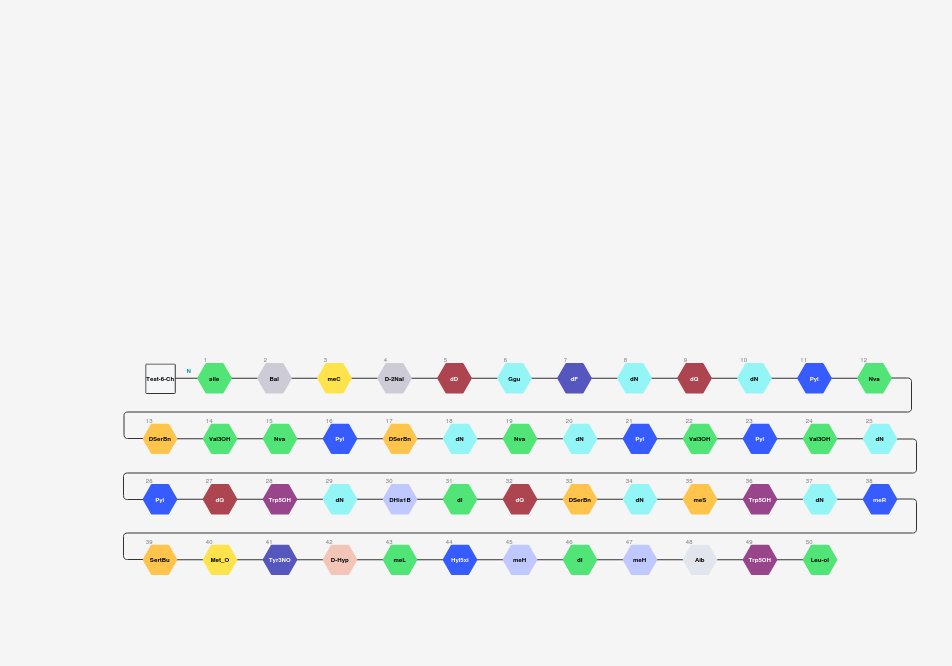 1 2 3 4 5 6 7 8 9 10 11 12
Test-6-Ch N aIle Bal meC D-2Nal dD Ggu dF dN dQ dN Pyl Nva
13 14 15 16 17 18 19 20 21 22 23 24 25
DSerBn Val3OH Nva Pyl DSerBn dN Nva dN Pyl Val3OH Pyl Val3OH dN
26 27 28 29 30 31 32 33 34 35 36 37 38
Pyl dQ Trp5OH dN DHis1B dI dQ DSerBn dN meS Trp5OH dN meR
39 40 41 42 43 44 45 46 47 48 49 50
SertBu Met_O Tyr3NO D-Hyp meL Hyl5xi meH dI meH Aib Trp5OH Leu-ol